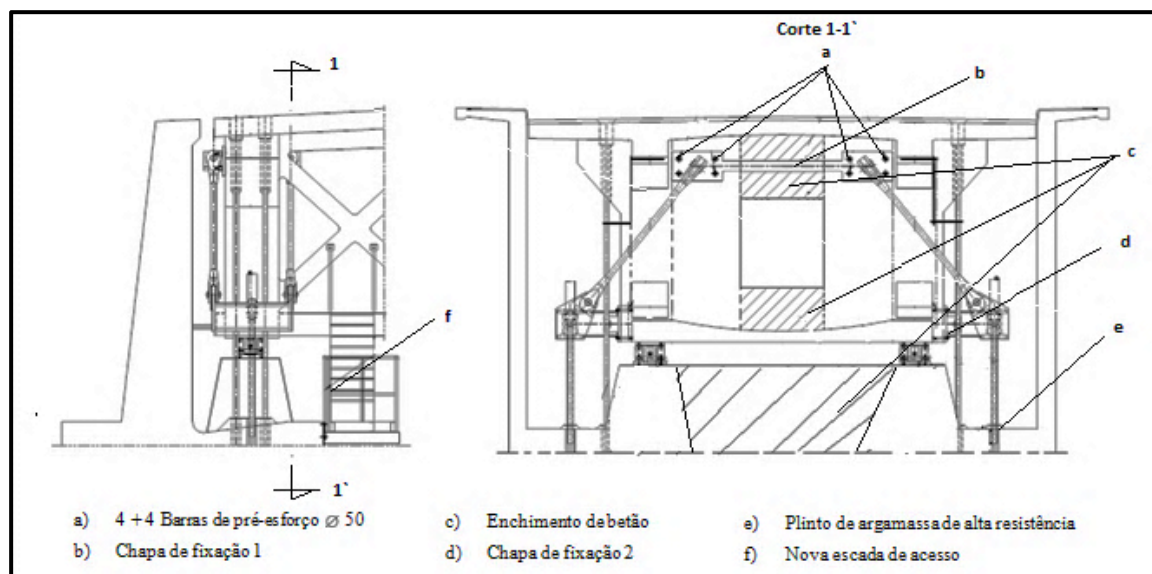 Corte 1-1`
1
a
b
c
d
e
f
1`
a) 4 + 4 Barras de pré-esforço ⌀ 50
b) Chapa de fixação 1
c) Enchimento de betão
d) Chapa de fixação 2
e) Plinto de argamassa de alta resistência
f) Nova escada de acesso